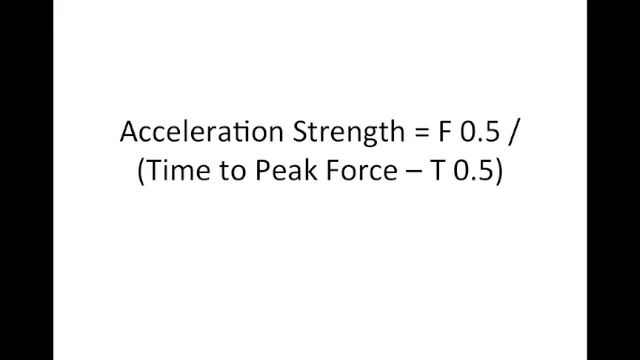 Acceleration Strength = F 0.5 /
(Time to Peak Force – T 0.5)